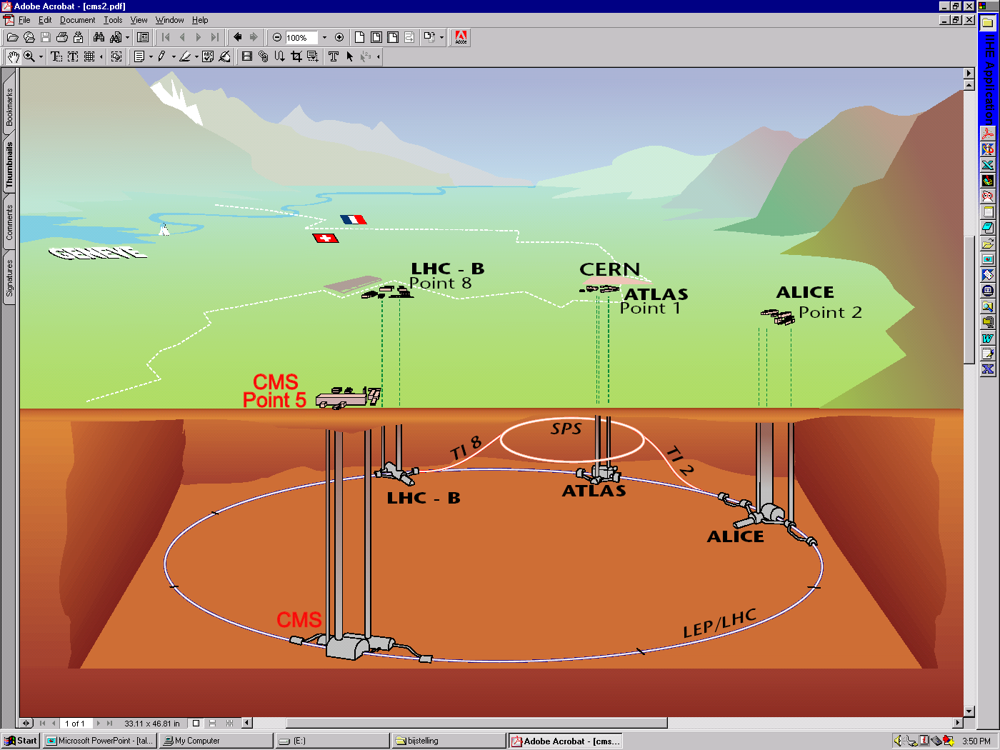 Adobe Acrobat - [cms2.pdf]
File Edit Document Tools View Window Help
100%
Adobe
Bookmarks
Thumbnails
Comments
Signatures
IIHE Application
GENEVE
LHC - B
Point 8
CERN
ATLAS
Point 1
ALICE
Point 2
CMS
Point 5
SPS
TI 8
TI 2
LHC - B
ATLAS
ALICE
CMS
LEP/LHC
1 of 1 33.11 x 46.81 in
Start Microsoft PowerPoint - [tal... My Computer (E:) bijstelling Adobe Acrobat - [cms... 3:50 PM